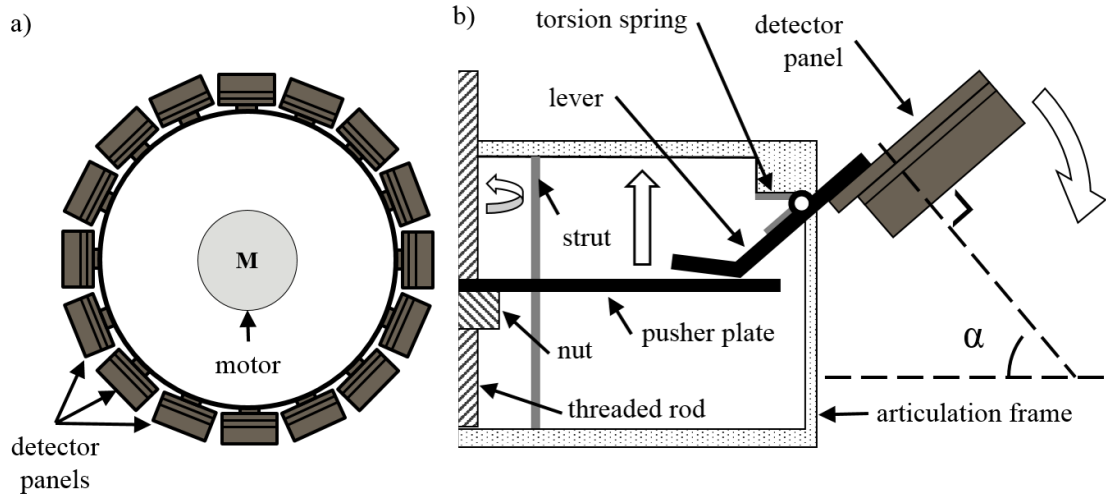 a)
M
motor
detector
panels
b)
torsion spring
detector
panel
lever
strut
pusher plate
nut
α
threaded rod
articulation frame